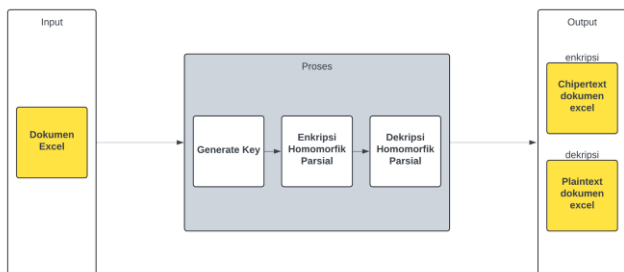 Input
Dokumen
Excel
Proses
Generate Key
Enkripsi
Homomorfik
Parsial
Dekripsi
Homomorfik
Parsial
Output
enkripsi
Chipertext
dokumen
excel
dekripsi
Plaintext
dokumen
excel